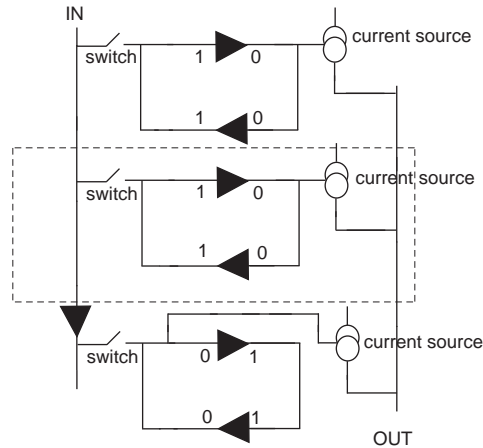 IN
current source
switch
1 0
1 0
switch
1 0
current source
1 0
switch
0 1
current source
0 1
OUT